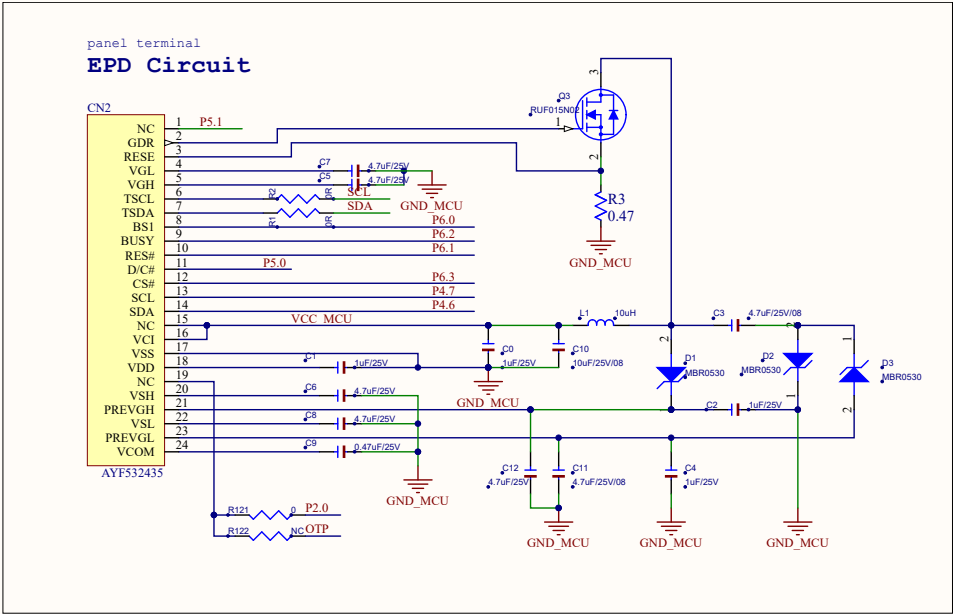 panel terminal
EPD Circuit
CN2
NC 1 P5.1
GDR 2
RESE 3
VGL 4
VGH 5
TSCL 6
TSDA 7
BS1 8 P6.0
BUSY 9 P6.2
RES# 10 P6.1
D/C# 11 P5.0
CS# 12 P6.3
SCL 13 P4.7
SDA 14 P4.6
NC 15 VCC_MCU
VCI 16
VSS 17
VDD 18
NC 19
VSH 20
PREVGH 21
VSL 22
PREVGL 23
VCOM 24
AYF532435
C7 4.7uF/25V
C5 4.7uF/25V
GND_MCU
R2 0R SCL
R1 0R SDA
Q3
RUF015N02
3
1
2
R3
0.47
GND_MCU
L1 10uH
C3 4.7uF/25V/08
C0
1uF/25V
C10
10uF/25V/08
GND_MCU
2
D1
MBR0530
2
D2
MBR0530
1
1
D3
MBR0530
2
C2 1uF/25V
C1 1uF/25V
C6 4.7uF/25V
C8 4.7uF/25V
C9 0.47uF/25V
GND_MCU
C12
4.7uF/25V
C11
4.7uF/25V/08
C4
1uF/25V
GND_MCU
GND_MCU
GND_MCU
R121 0 P2.0
R122 NC OTP